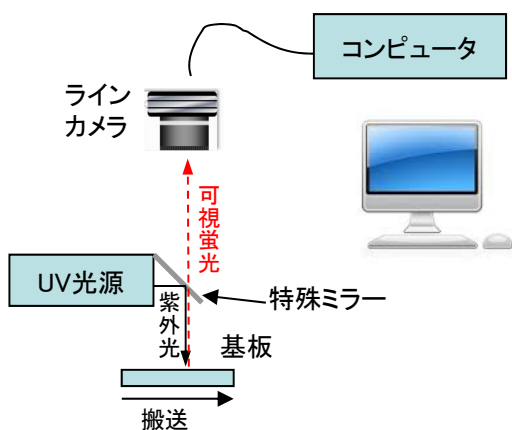 コンピュータ
ライン
カメラ
可視蛍光
UV光源
紫外光
特殊ミラー
基板
搬送